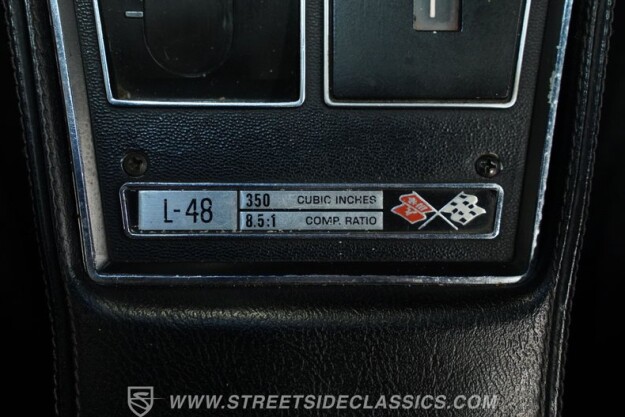 L-48
350 CUBIC INCHES
8.5:1 COMP. RATIO
WWW.STREETSIDECLASSICS.COM